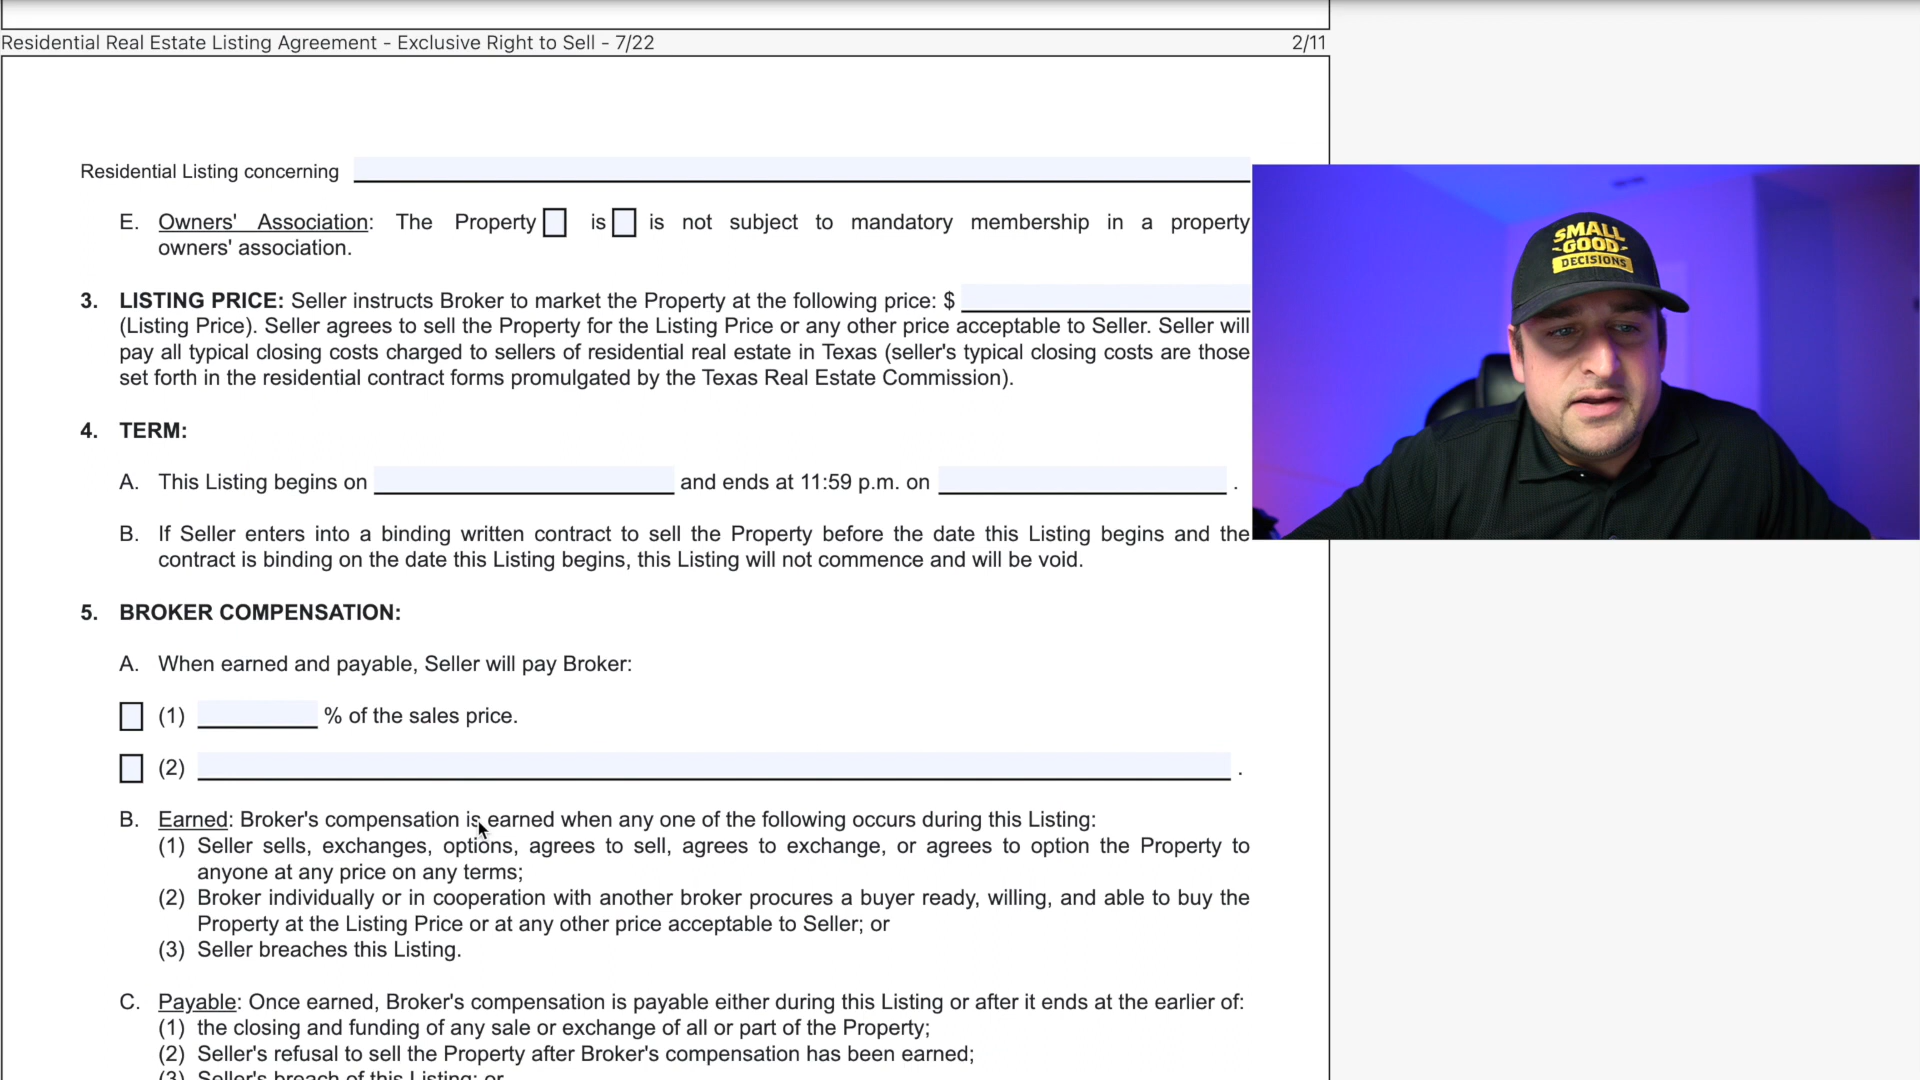 Residential Real Estate Listing Agreement - Exclusive Right to Sell - 7/22 2/11
Residential Listing concerning
E. Owners' Association: The Property is is not subject to mandatory membership in a property
owners' association.
3. LISTING PRICE: Seller instructs Broker to market the Property at the following price: $
(Listing Price). Seller agrees to sell the Property for the Listing Price or any other price acceptable to Seller. Seller will
pay all typical closing costs charged to sellers of residential real estate in Texas (seller's typical closing costs are those
set forth in the residential contract forms promulgated by the Texas Real Estate Commission).
4. TERM:
A. This Listing begins on and ends at 11:59 p.m. on .
B. If Seller enters into a binding written contract to sell the Property before the date this Listing begins and the
contract is binding on the date this Listing begins, this Listing will not commence and will be void.
5. BROKER COMPENSATION:
A. When earned and payable, Seller will pay Broker:
(1) % of the sales price.
(2) .
B. Earned: Broker's compensation is earned when any one of the following occurs during this Listing:
(1) Seller sells, exchanges, options, agrees to sell, agrees to exchange, or agrees to option the Property to
anyone at any price on any terms;
(2) Broker individually or in cooperation with another broker procures a buyer ready, willing, and able to buy the
Property at the Listing Price or at any other price acceptable to Seller; or
(3) Seller breaches this Listing.
C. Payable: Once earned, Broker's compensation is payable either during this Listing or after it ends at the earlier of:
(1) the closing and funding of any sale or exchange of all or part of the Property;
(2) Seller's refusal to sell the Property after Broker's compensation has been earned;
(3) Seller's breach of this Listing; or
SMALL
GOOD
DECISIONS